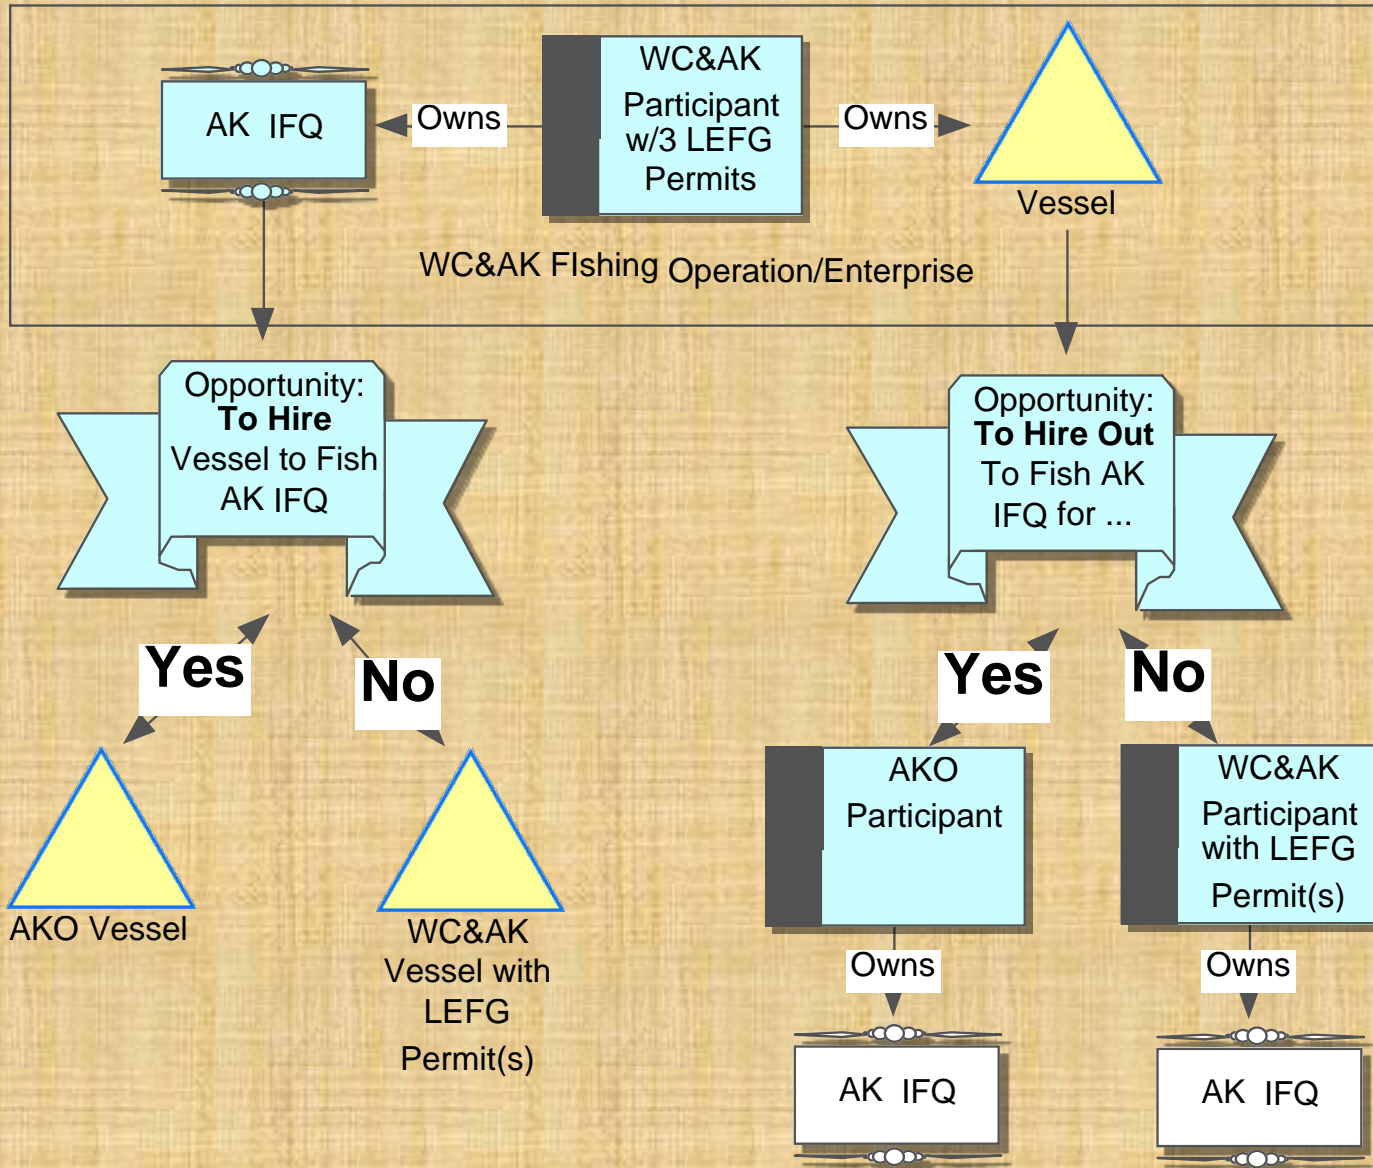 AK IFQ
Owns
WC&AK
Participant
w/3 LEFG
Permits
Owns
Vessel
WC&AK FIshing Operation/Enterprise
Opportunity:
To Hire
Vessel to Fish
AK IFQ
Opportunity:
To Hire Out
To Fish AK
IFQ for ...
Yes
No
Yes
No
AKO Vessel
WC&AK
Vessel with
LEFG
Permit(s)
AKO
Participant
WC&AK
Participant
with LEFG
Permit(s)
Owns
Owns
AK IFQ
AK IFQ